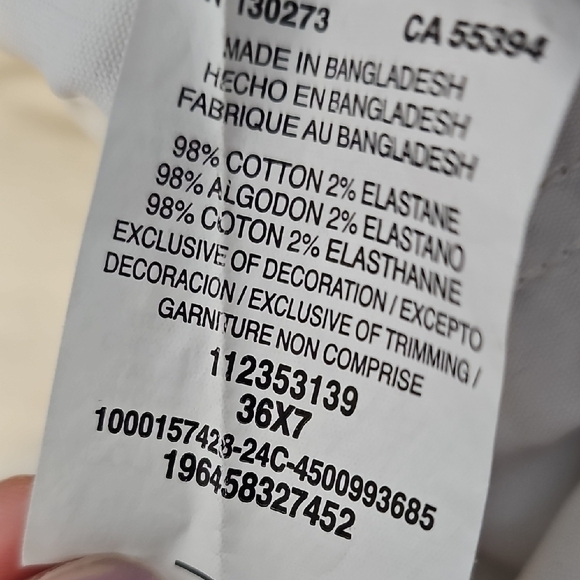 130273 CA 55394
MADE IN BANGLADESH
HECHO EN BANGLADESH
FABRIQUE AU BANGLADESH
98% COTTON 2% ELASTANE
98% ALGODON 2% ELASTANO
98% COTON 2% ELASTHANNE
EXCLUSIVE OF DECORATION / EXCEPTO
DECORACION / EXCLUSIVE OF TRIMMING /
GARNITURE NON COMPRISE
112353139
36X7
1000157428-24C-4500993685
196458327452